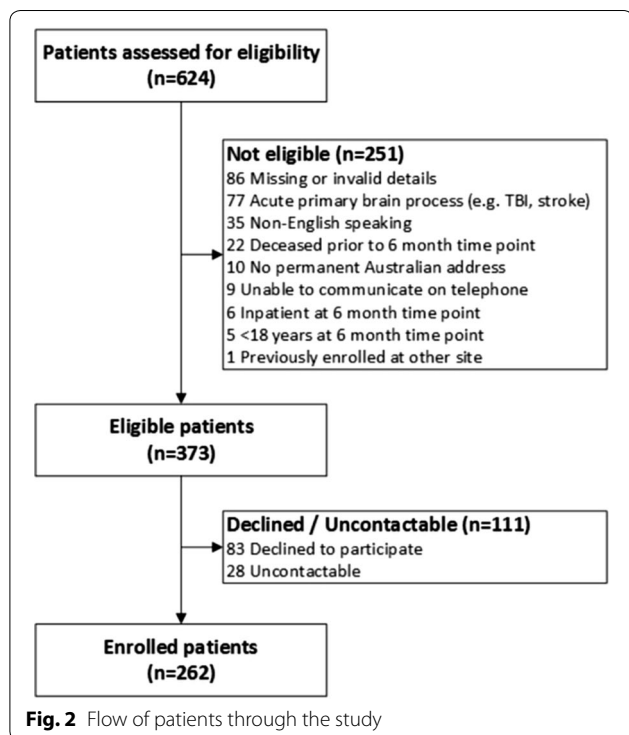 Patients assessed for eligibility
(n=624)
Not eligible (n=251)
86 Missing or invalid details
77 Acute primary brain process (e.g. TBI, stroke)
35 Non-English speaking
22 Deceased prior to 6 month time point
10 No permanent Australian address
9 Unable to communicate on telephone
6 Inpatient at 6 month time point
5 <18 years at 6 month time point
1 Previously enrolled at other site
Eligible patients
(n=373)
Declined / Uncontactable (n=111)
83 Declined to participate
28 Uncontactable
Enrolled patients
(n=262)
Fig. 2 Flow of patients through the study